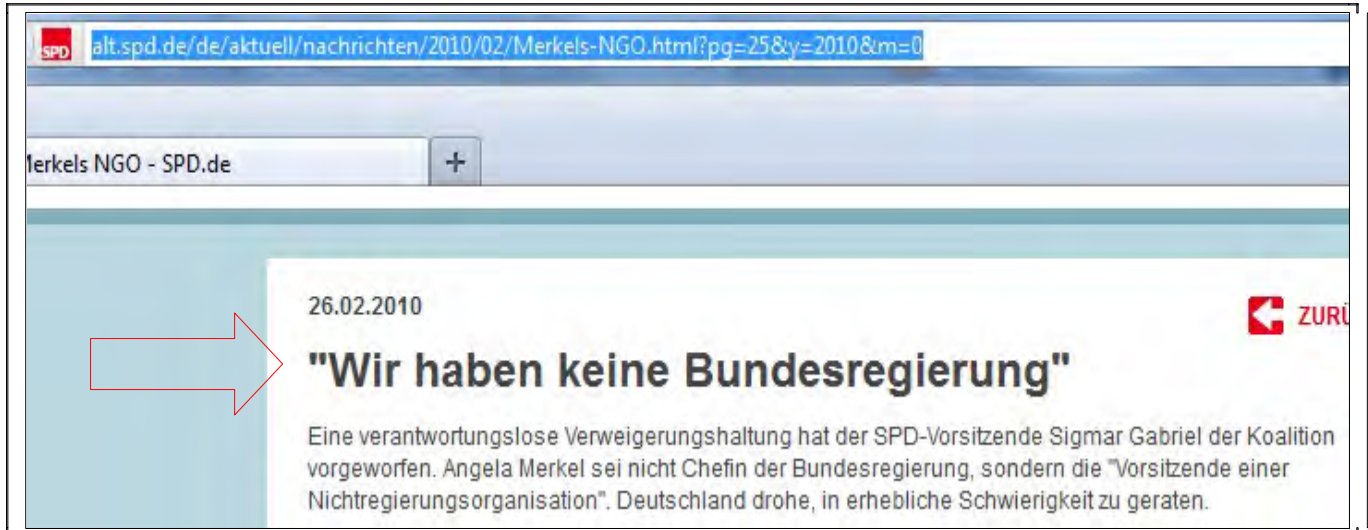 SPD alt.spd.de/de/aktuell/nachrichten/2010/02/Merkels-NGO.html?pg=25&y=2010&m=0
Merkels NGO - SPD.de +
26.02.2010 ZURÜ
"Wir haben keine Bundesregierung"
Eine verantwortungslose Verweigerungshaltung hat der SPD-Vorsitzende Sigmar Gabriel der Koalition
vorgeworfen. Angela Merkel sei nicht Chefin der Bundesregierung, sondern die "Vorsitzende einer
Nichtregierungsorganisation". Deutschland drohe, in erhebliche Schwierigkeit zu geraten.